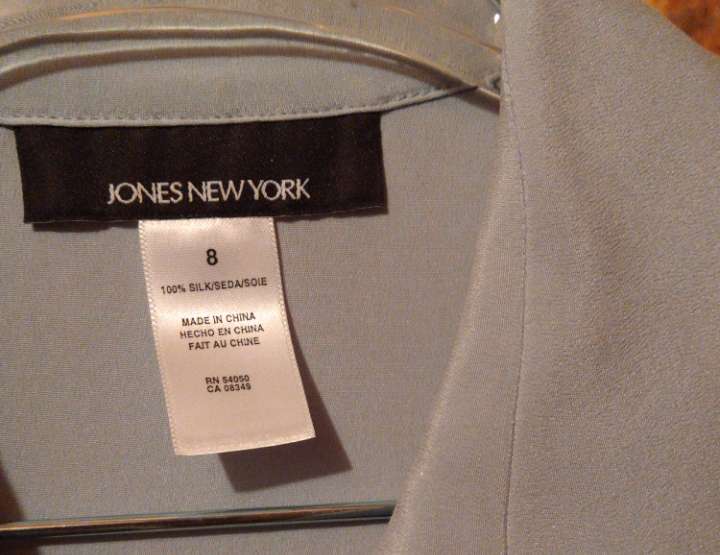 JONES NEW YORK
8
100% SILK/SEDA/SOIE
MADE IN CHINA
HECHO EN CHINA
FAIT AU CHINE
RN 54050
CA 08349